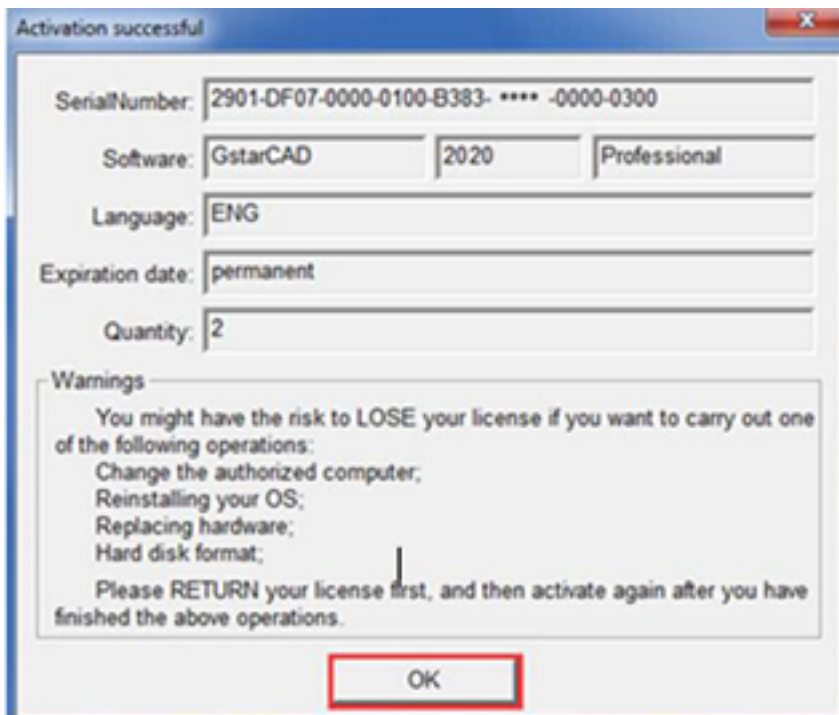 Activation successful
SerialNumber: 2901-DF07-0000-0100-B383- **** -0000-0300
Software: GstarCAD 2020 Professional
Language: ENG
Expiration date: permanent
Quantity: 2
Warnings
You might have the risk to LOSE your license if you want to carry out one
of the following operations:
Change the authorized computer;
Reinstalling your OS;
Replacing hardware;
Hard disk format;
Please RETURN your license first, and then activate again after you have
finished the above operations.
OK